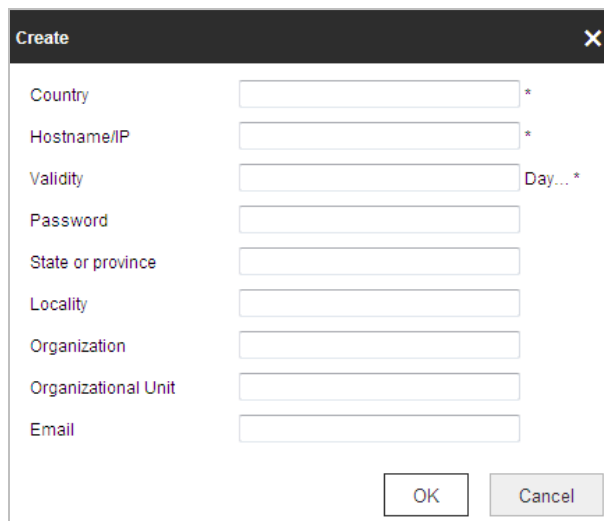 Create
Country *
Hostname/IP *
Validity Day... *
Password
State or province
Locality
Organization
Organizational Unit
Email
OK Cancel